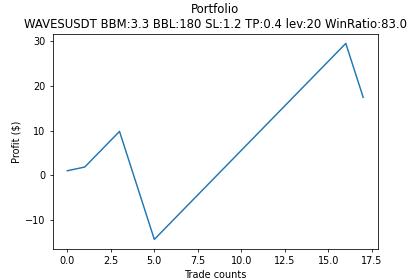 Portfolio
WAVESUSDT BBM:3.3 BBL:180 SL:1.2 TP:0.4 lev:20 WinRatio:83.0
30
20
10
0
−10
Profit ($)
0.0 2.5 5.0 7.5 10.0 12.5 15.0 17.5
Trade counts